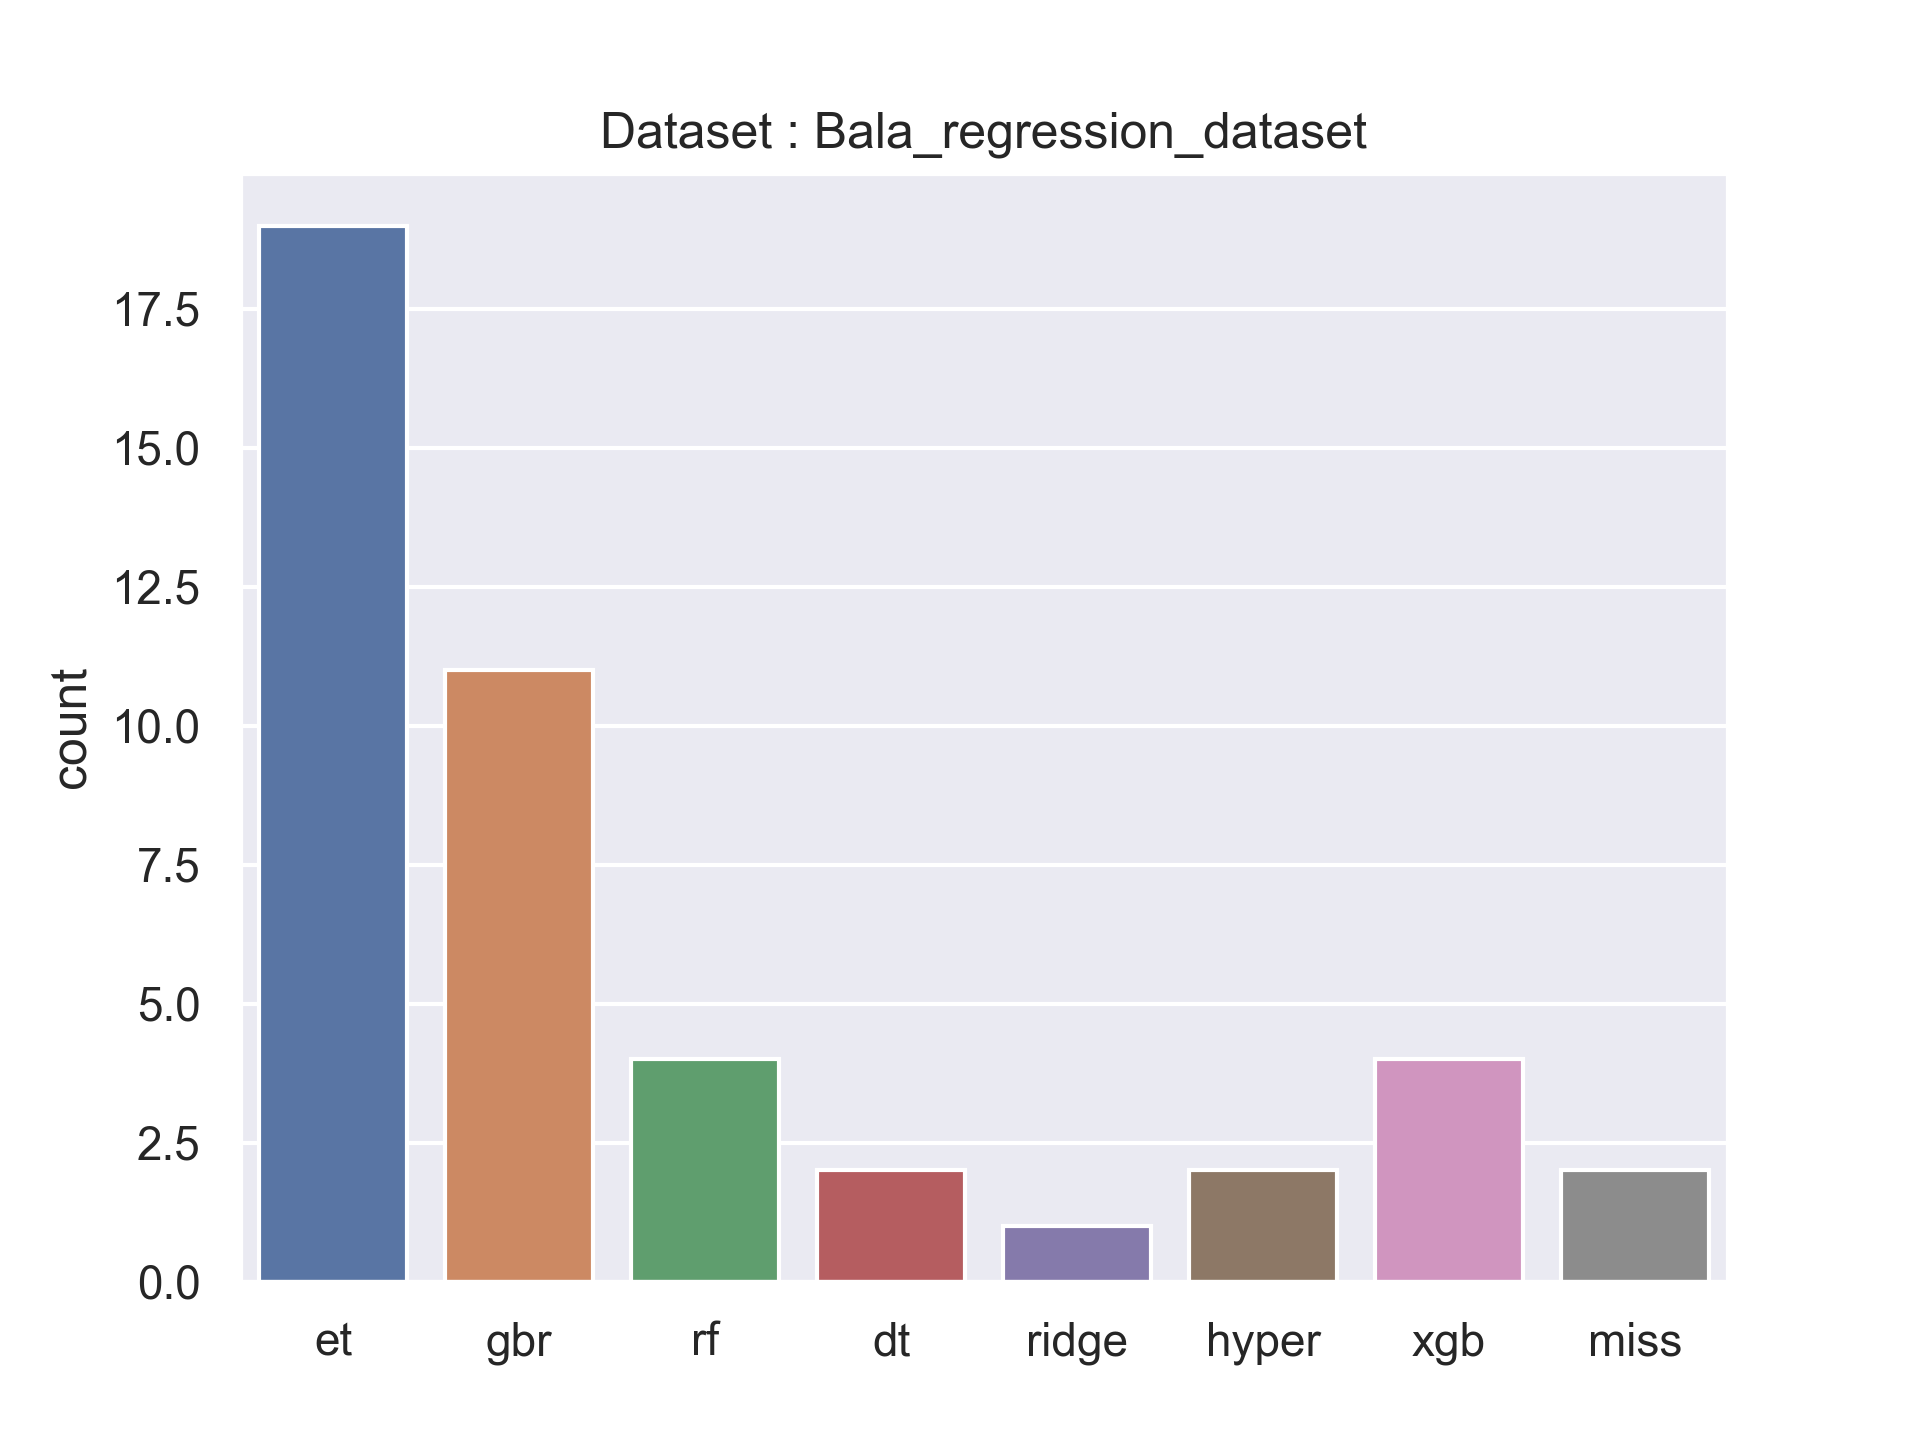 Dataset : Bala_regression_dataset
17.5
15.0
12.5
10.0
7.5
5.0
2.5
0.0
count
et gbr rf dt ridge hyper xgb miss